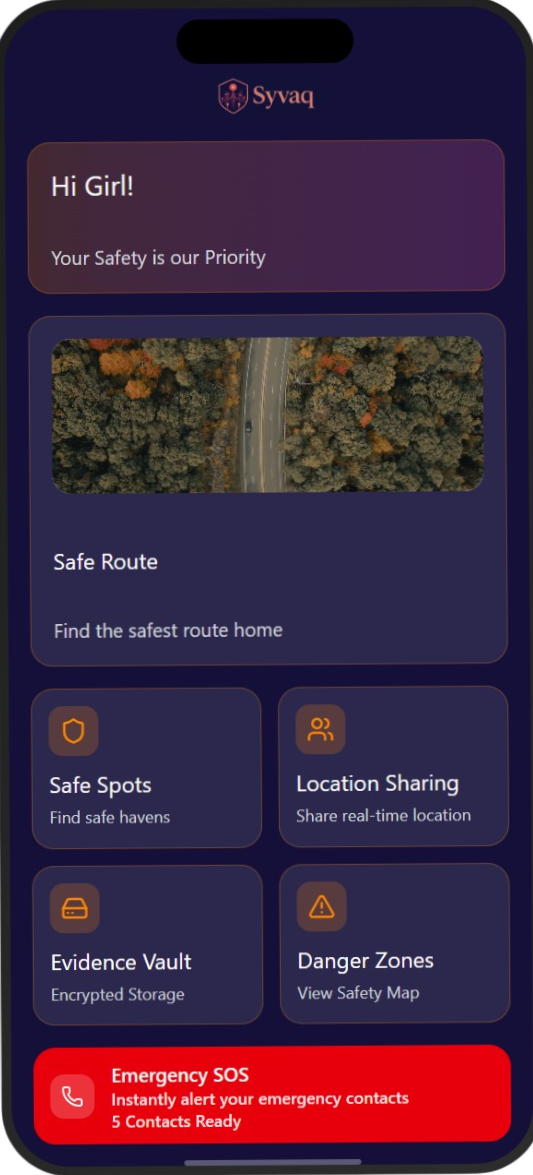 Syvaq
Hi Girl!
Your Safety is our Priority
Safe Route
Find the safest route home
Safe Spots
Find safe havens
Location Sharing
Share real-time location
Evidence Vault
Encrypted Storage
Danger Zones
View Safety Map
Emergency SOS
Instantly alert your emergency contacts
5 Contacts Ready